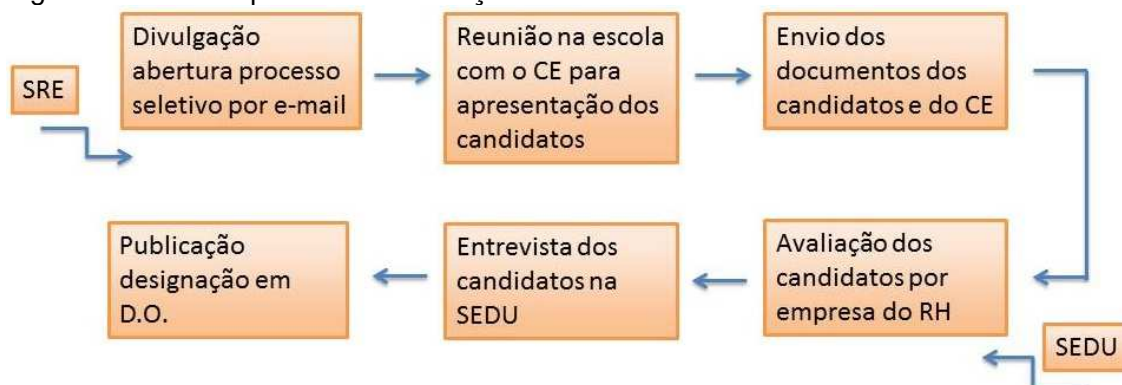 Divulgação
abertura processo
seletivo por e-mail
Reunião na escola
com o CE para
apresentação dos
candidatos
Envio dos
documentos dos
candidatos e do CE
SRE
Publicação
designação em
D.O.
Entrevista dos
candidatos na
SEDU
Avaliação dos
candidatos por
empresa do RH
SEDU